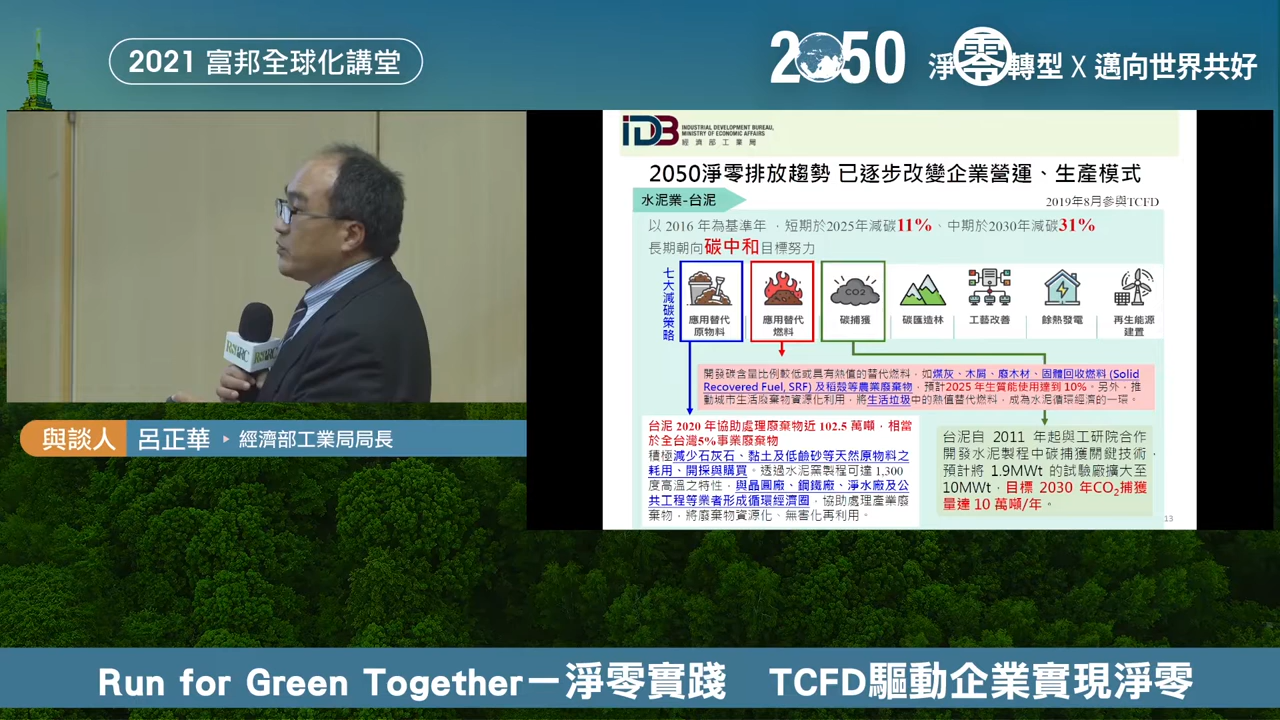 2021 富邦全球化講堂
2050 淨零轉型 X 邁向世界共好
iDB INDUSTRIAL DEVELOPMENT BUREAU,
MINISTRY OF ECONOMIC AFFAIRS
經濟部工業局
2050淨零排放趨勢 已逐步改變企業營運、生產模式
水泥業-台泥
2019年8月參與TCFD
以 2016 年為基準年 ，短期於2025年減碳11%、中期於2030年減碳31%
長期朝向碳中和目標努力
七大減碳策略
應用替代
原物料
應用替代
燃料
CO2
碳捕獲
碳匯造林
工藝改善
餘熱發電
再生能源
建置
開發碳含量比例較低或具有熱值的替代燃料，如煤灰、木屑、廢木材、固體回收燃料 (Solid
Recovered Fuel, SRF) 及稻殼等農業廢棄物，預計2025 年生質能使用達到 10%。另外，推
動城市生活廢棄物資源化利用，將生活垃圾中的熱值替代燃料，成為水泥循環經濟的一環。
台泥 2020 年協助處理廢棄物近 102.5 萬噸，相當
於全台灣5%事業廢棄物
積極減少石灰石、黏土及低鹼砂等天然原物料之
耗用、開採與購買。透過水泥窯製程可達 1,300
度高溫之特性，與晶圓廠、鋼鐵廠、淨水廠及公
共工程等業者形成循環經濟圈，協助處理產業廢
棄物，將廢棄物資源化、無害化再利用。
台泥自 2011 年起與工研院合作
開發水泥製程中碳捕獲關鍵技術，
預計將 1.9MWt 的試驗廠擴大至
10MWt，目標 2030 年CO2捕獲
量達 10 萬噸/年。
13
與談人 呂正華 ▸ 經濟部工業局局長
Run for Green Together－淨零實踐 TCFD驅動企業實現淨零